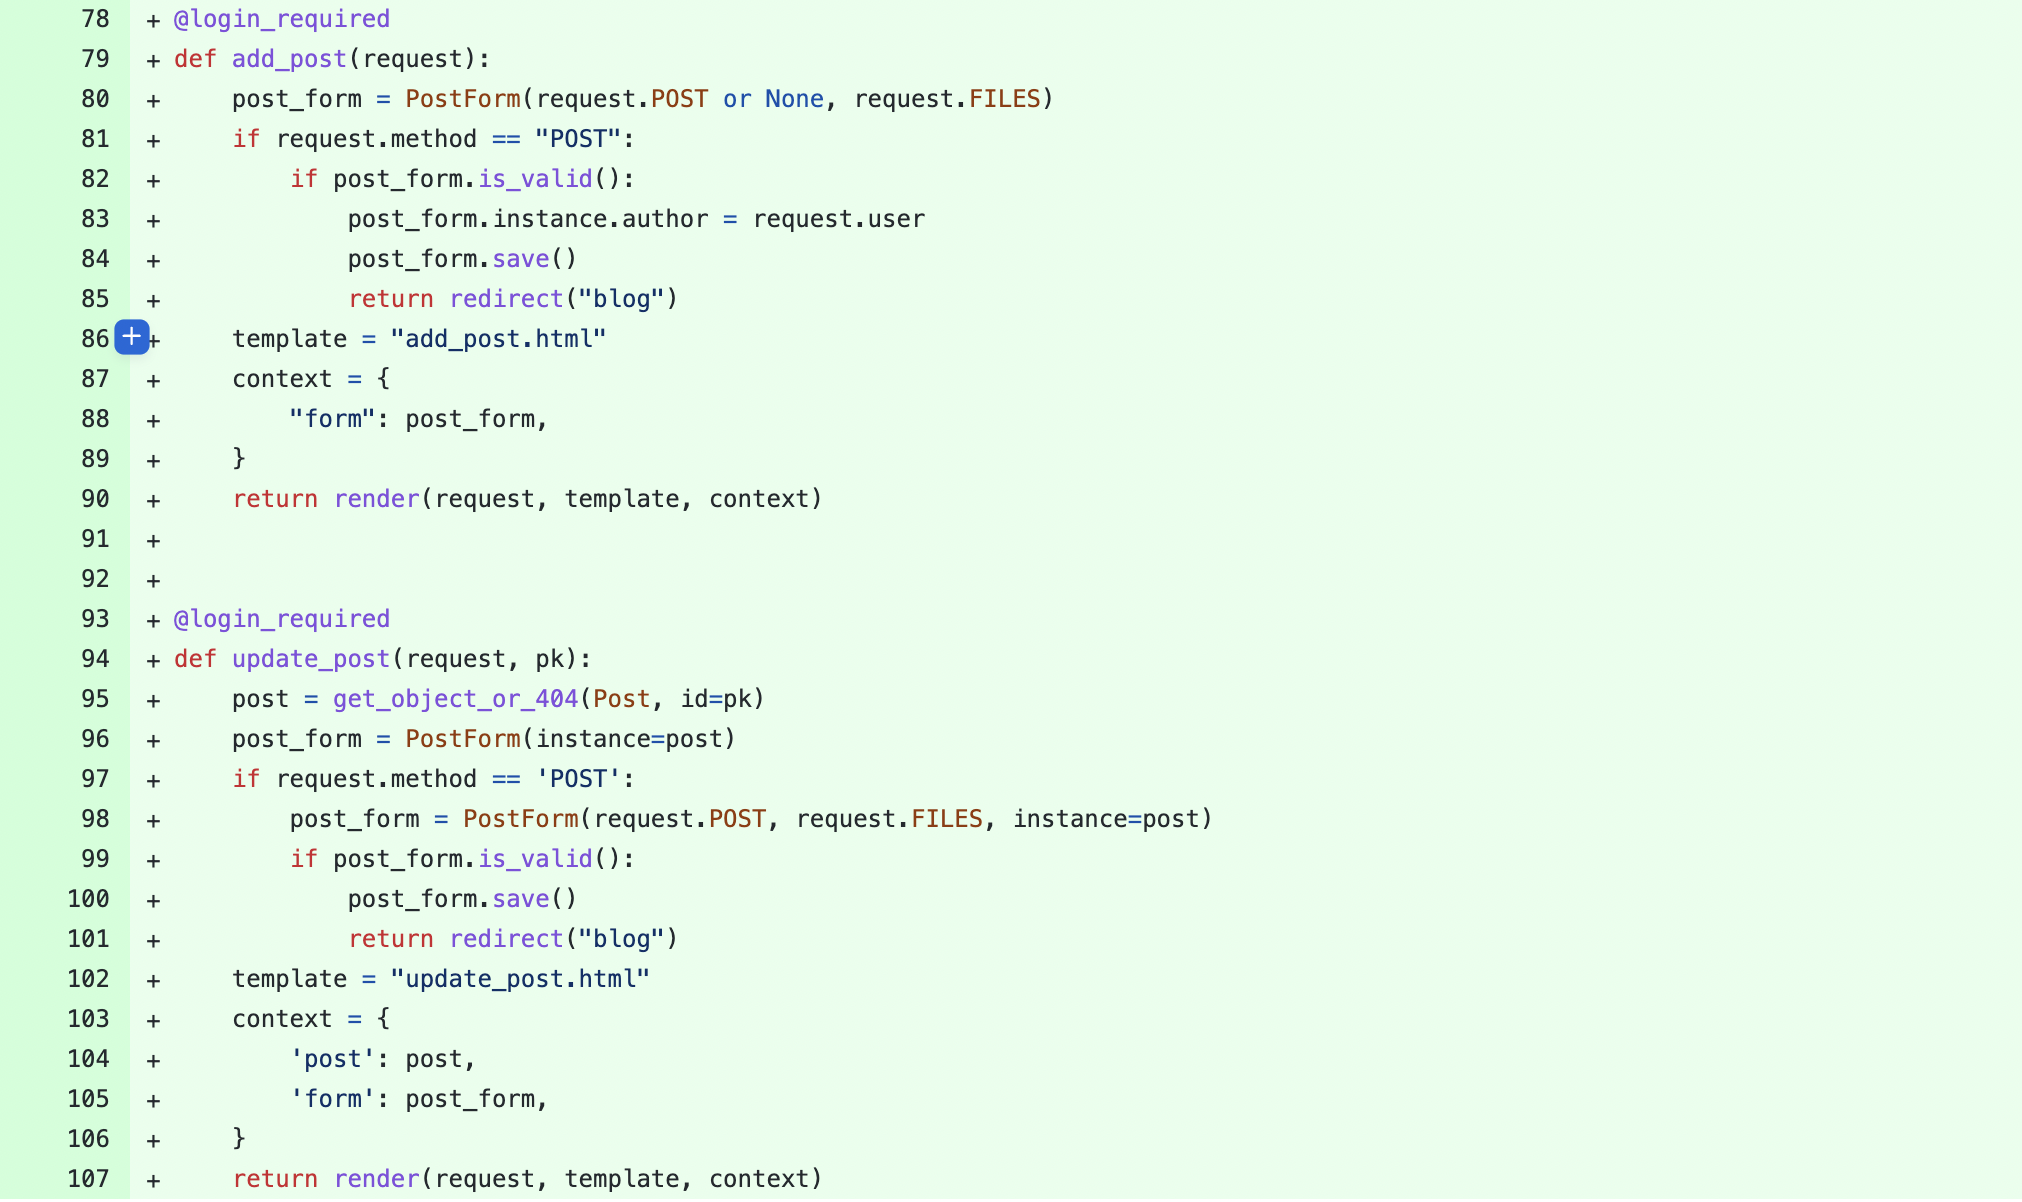 78 + @login_required
79 + def add_post(request):
80 +     post_form = PostForm(request.POST or None, request.FILES)
81 +     if request.method == "POST":
82 +         if post_form.is_valid():
83 +             post_form.instance.author = request.user
84 +             post_form.save()
85 +             return redirect("blog")
86 + +     template = "add_post.html"
87 +     context = {
88 +         "form": post_form,
89 +     }
90 +     return render(request, template, context)
91 +
92 +
93 + @login_required
94 + def update_post(request, pk):
95 +     post = get_object_or_404(Post, id=pk)
96 +     post_form = PostForm(instance=post)
97 +     if request.method == 'POST':
98 +         post_form = PostForm(request.POST, request.FILES, instance=post)
99 +         if post_form.is_valid():
100 +             post_form.save()
101 +             return redirect("blog")
102 +     template = "update_post.html"
103 +     context = {
104 +         'post': post,
105 +         'form': post_form,
106 +     }
107 +     return render(request, template, context)